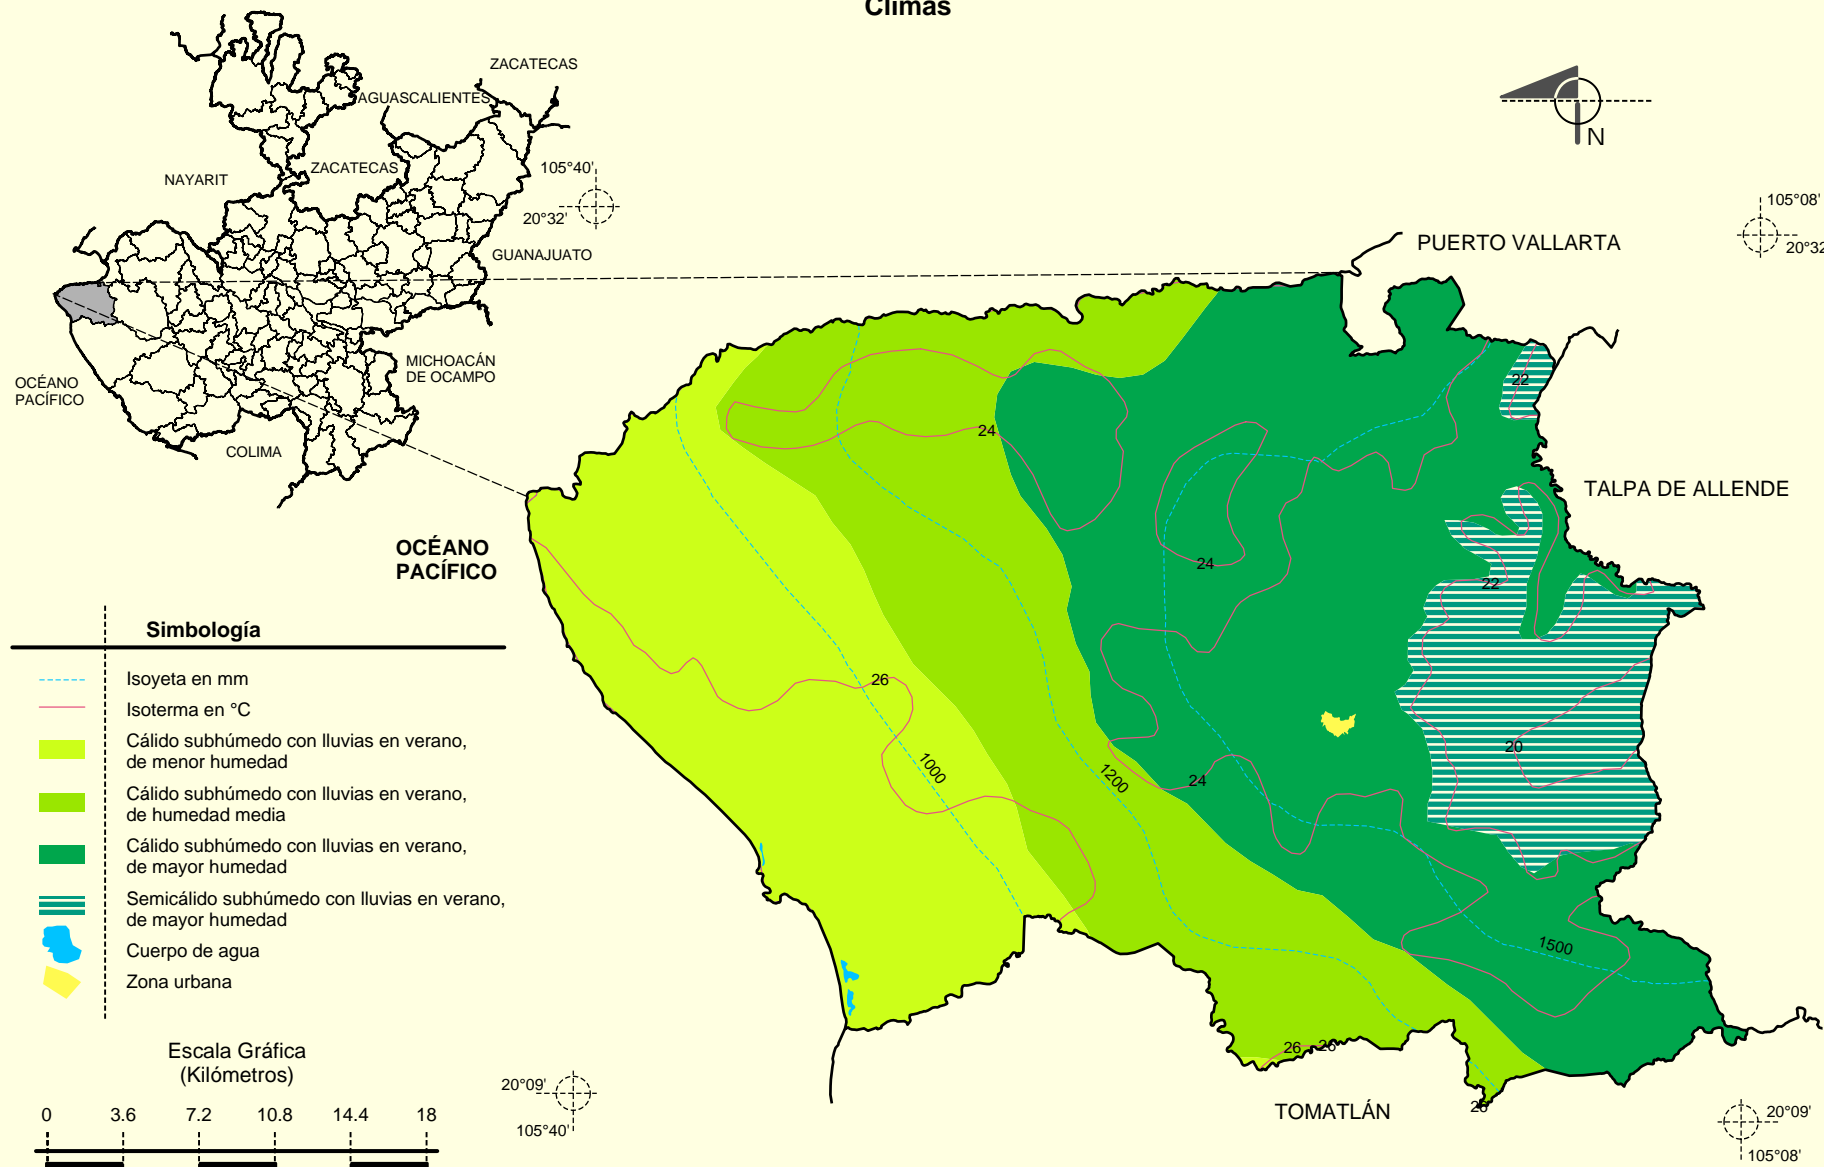 Climas
ZACATECAS
AGUASCALIENTES
ZACATECAS
NAYARIT
105°40'
20°32'
GUANAJUATO
MICHOACÁN
DE OCAMPO
OCÉANO
PACÍFICO
COLIMA
N
105°08'
20°32
PUERTO VALLARTA
TALPA DE ALLENDE
OCÉANO
PACÍFICO
TOMATLÁN
22
24
24
22
26
20
24
1000
1200
1500
26
26
26
Simbología
Isoyeta en mm
Isoterma en °C
Cálido subhúmedo con lluvias en verano,
de menor humedad
Cálido subhúmedo con lluvias en verano,
de humedad media
Cálido subhúmedo con lluvias en verano,
de mayor humedad
Semicálido subhúmedo con lluvias en verano,
de mayor humedad
Cuerpo de agua
Zona urbana
Escala Gráfica
(Kilómetros)
0 3.6 7.2 10.8 14.4 18
20°09'
105°40'
20°09'
105°08'